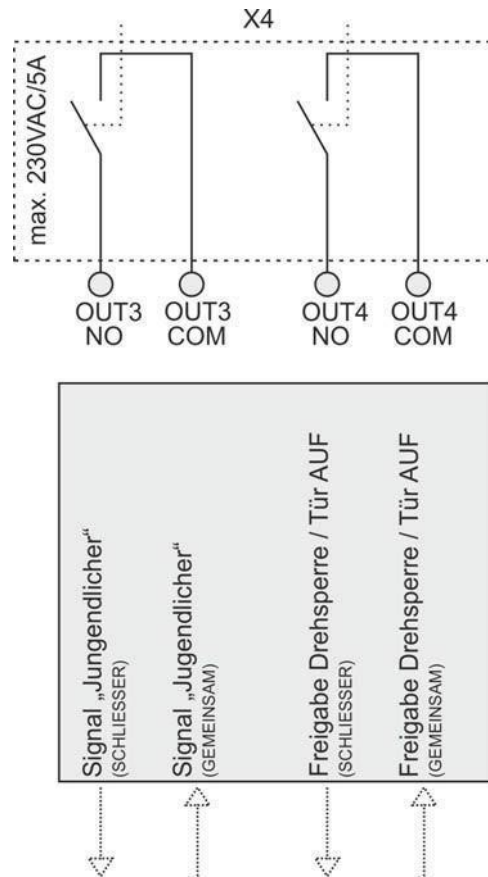 X4
max. 230VAC/5A
OUT3
NO
OUT3
COM
OUT4
NO
OUT4
COM
Signal „Jungendlicher“
(SCHLIESSER)
Signal „Jugendlicher“
(GEMEINSAM)
Freigabe Drehsperre / Tür AUF
(SCHLIESSER)
Freigabe Drehsperre / Tür AUF
(GEMEINSAM)